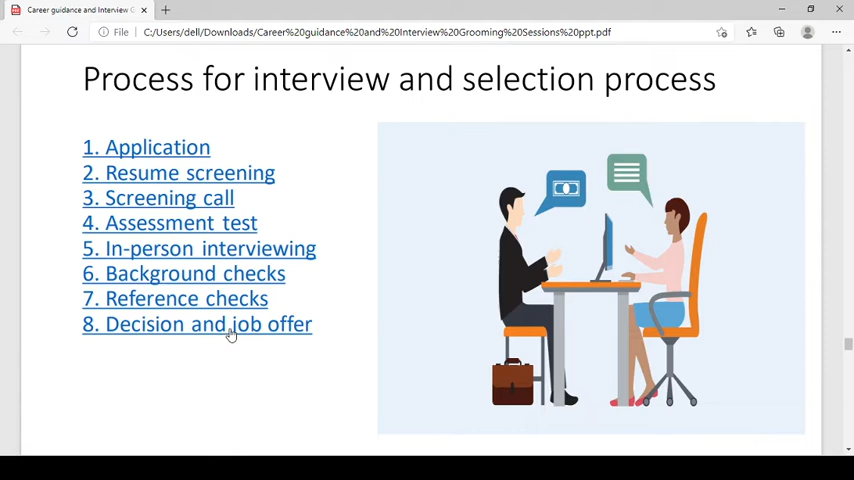 Career guidance and Interview G
File
C:/Users/dell/Downloads/Career%20guidance%20and%20Interview%20Grooming%20Sessions%20ppt.pdf
Process for interview and selection process
1. Application
2. Resume screening
3. Screening call
4. Assessment test
5. In-person interviewing
6. Background checks
7. Reference checks
8. Decision and job offer